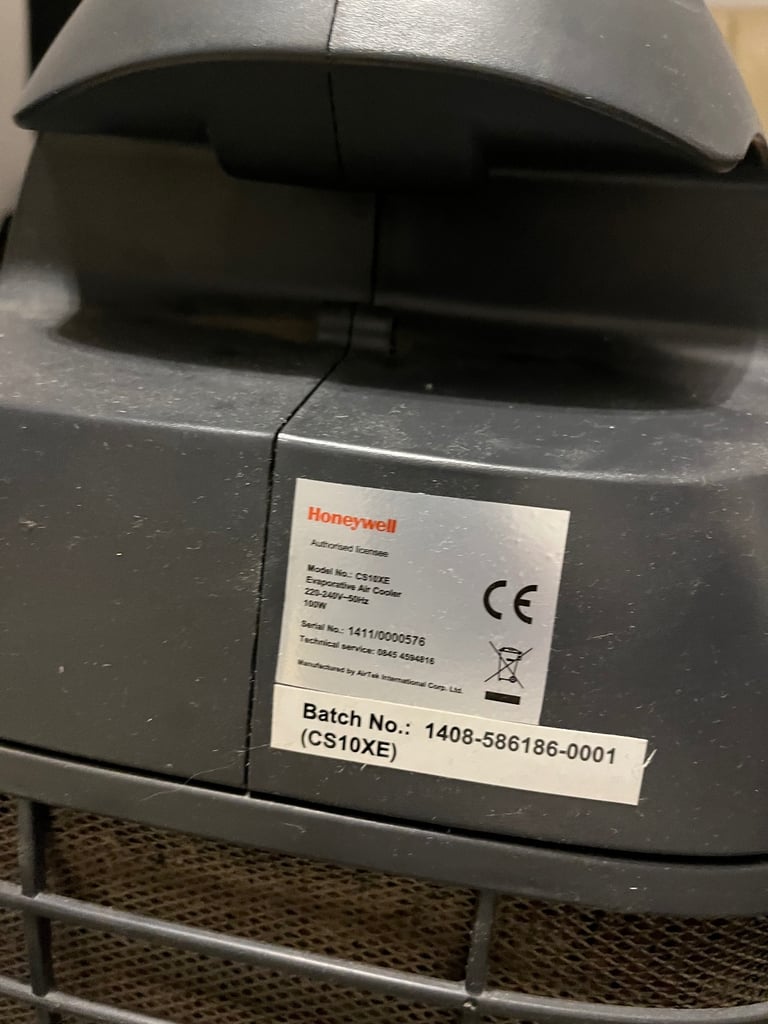 Honeywell
Authorised licensee
Model No.: CS10XE
Evaporative Air Cooler
220-240V~50Hz
100W
Serial No.: 1411/0000576
Technical service: 0845 4594816
Manufactured by AirTek International Corp. Ltd.
CE
Batch No.: 1408-586186-0001
(CS10XE)